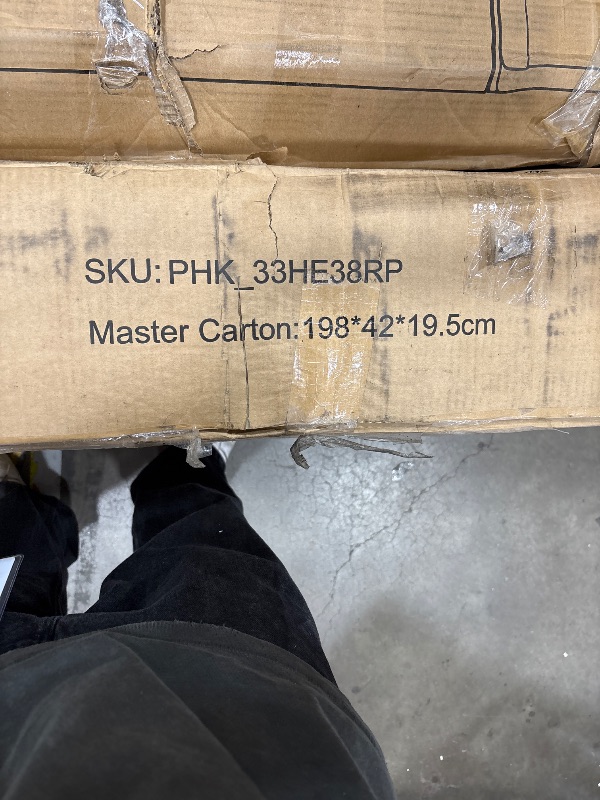 SKU: PHK_33HE38RP
Master Carton:198*42*19.5cm